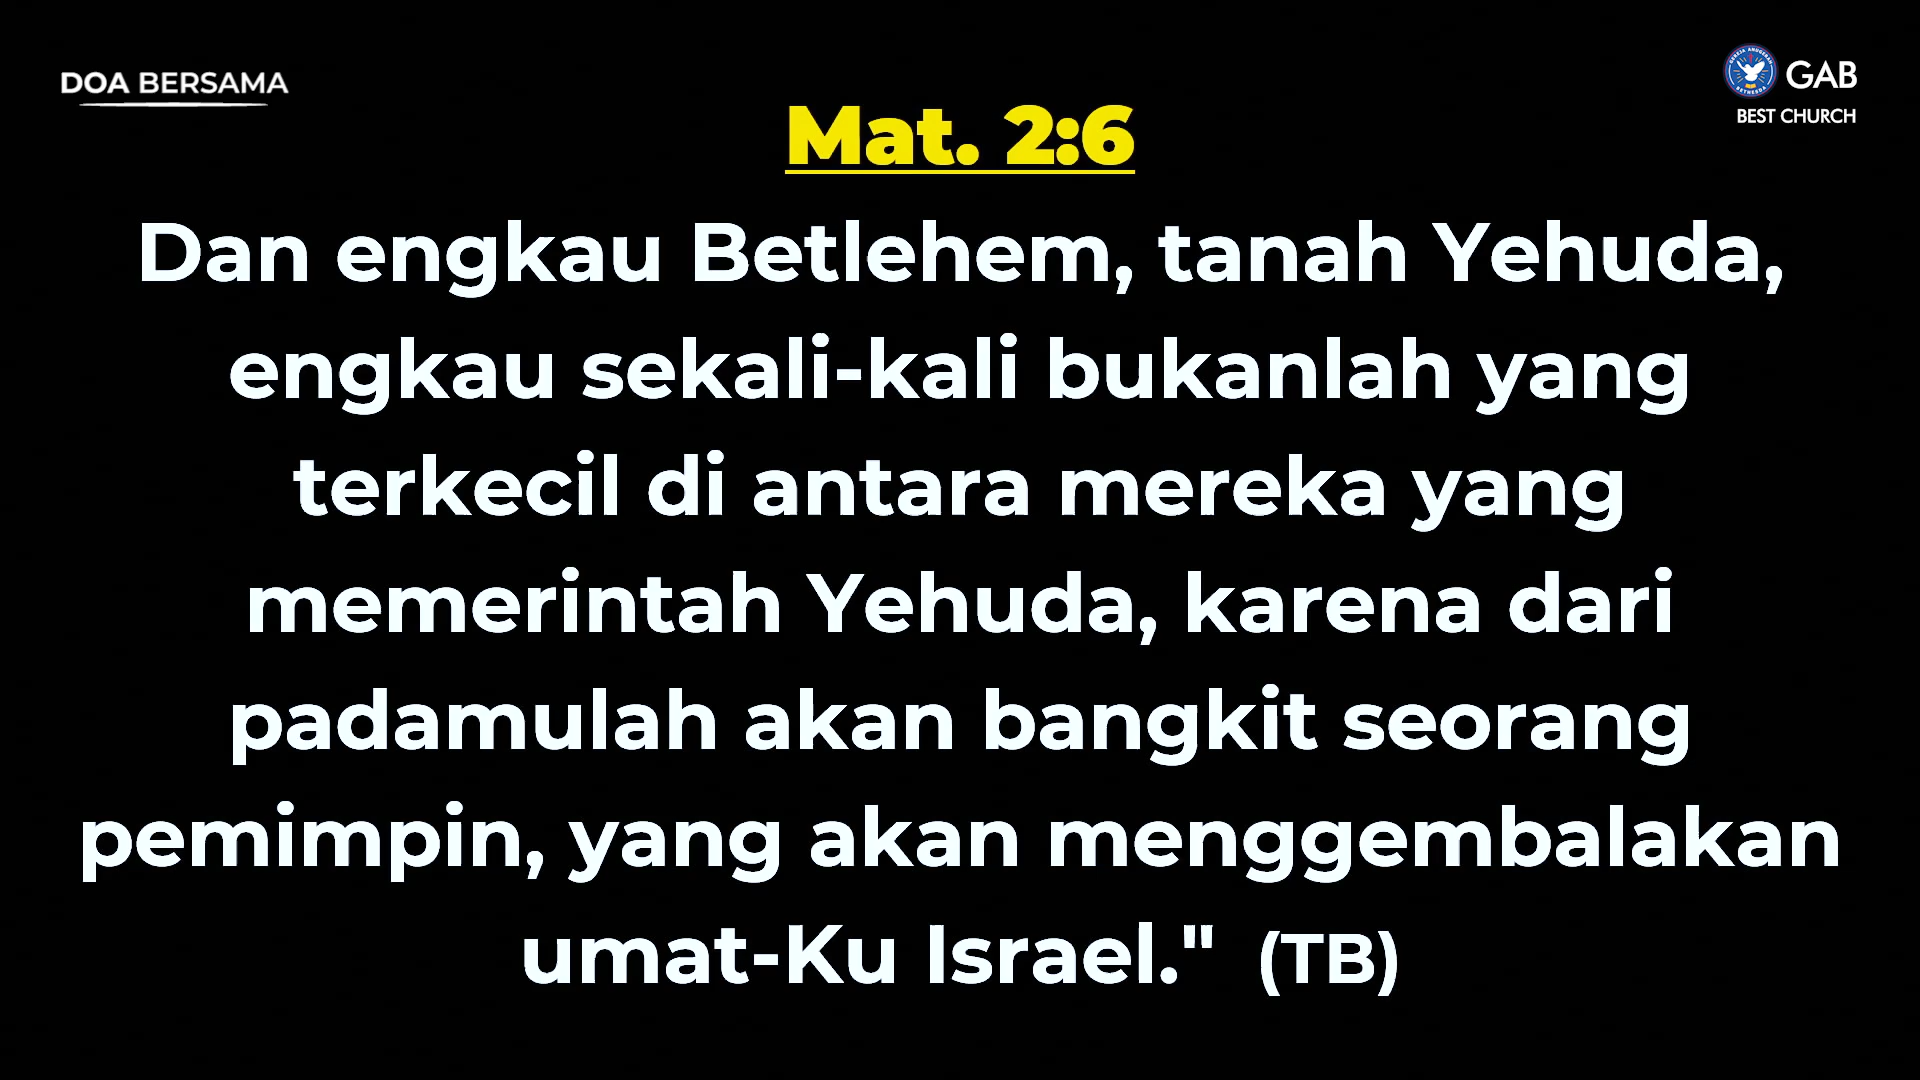 DOA BERSAMA
GAB
BEST CHURCH
Mat. 2:6
Dan engkau Betlehem, tanah Yehuda,
engkau sekali-kali bukanlah yang
terkecil di antara mereka yang
memerintah Yehuda, karena dari
padamulah akan bangkit seorang
pemimpin, yang akan menggembalakan
umat-Ku Israel." (TB)